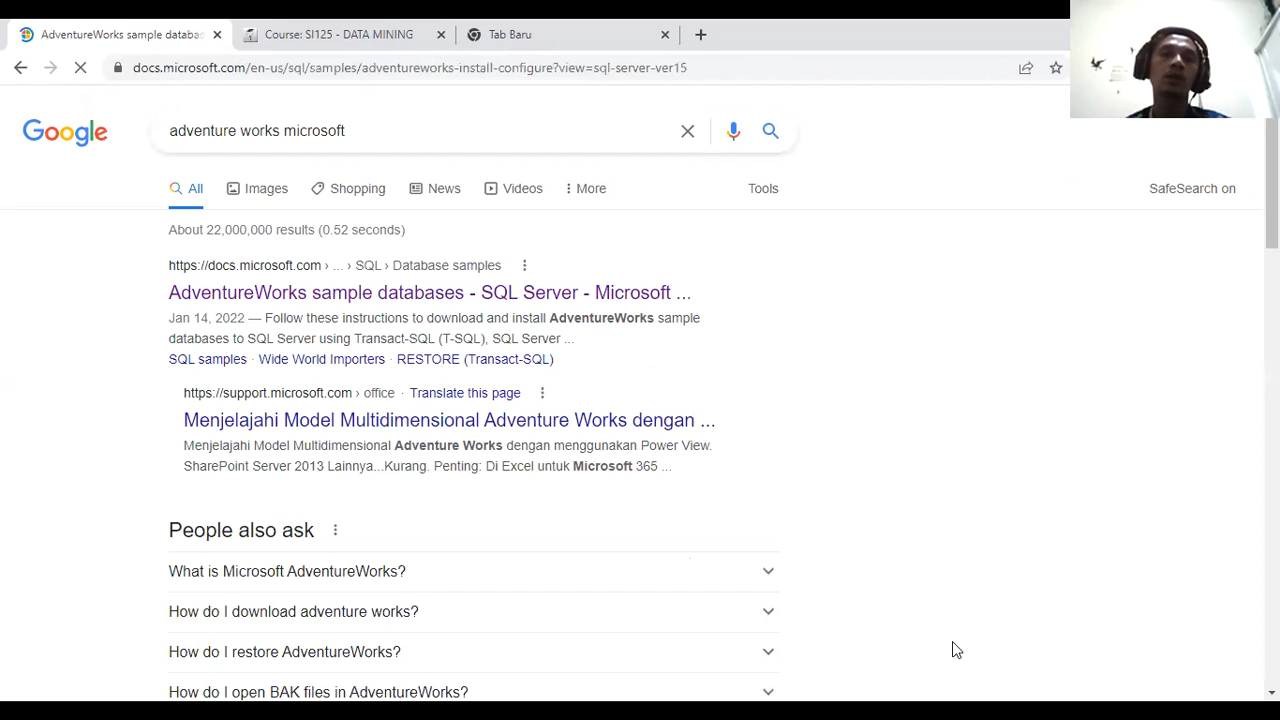 AdventureWorks sample databas
Course: SI125 - DATA MINING
Tab Baru
docs.microsoft.com/en-us/sql/samples/adventureworks-install-configure?view=sql-server-ver15
Google
adventure works microsoft
All
Images
Shopping
News
Videos
More
Tools
SafeSearch on
About 22,000,000 results (0.52 seconds)
https://docs.microsoft.com › ... › SQL › Database samples
AdventureWorks sample databases - SQL Server - Microsoft ...
Jan 14, 2022 — Follow these instructions to download and install AdventureWorks sample
databases to SQL Server using Transact-SQL (T-SQL), SQL Server ...
SQL samples · Wide World Importers · RESTORE (Transact-SQL)
https://support.microsoft.com › office · Translate this page
Menjelajahi Model Multidimensional Adventure Works dengan ...
Menjelajahi Model Multidimensional Adventure Works dengan menggunakan Power View.
SharePoint Server 2013 Lainnya...Kurang. Penting: Di Excel untuk Microsoft 365 ...
People also ask
What is Microsoft AdventureWorks?
How do I download adventure works?
How do I restore AdventureWorks?
How do I open BAK files in AdventureWorks?